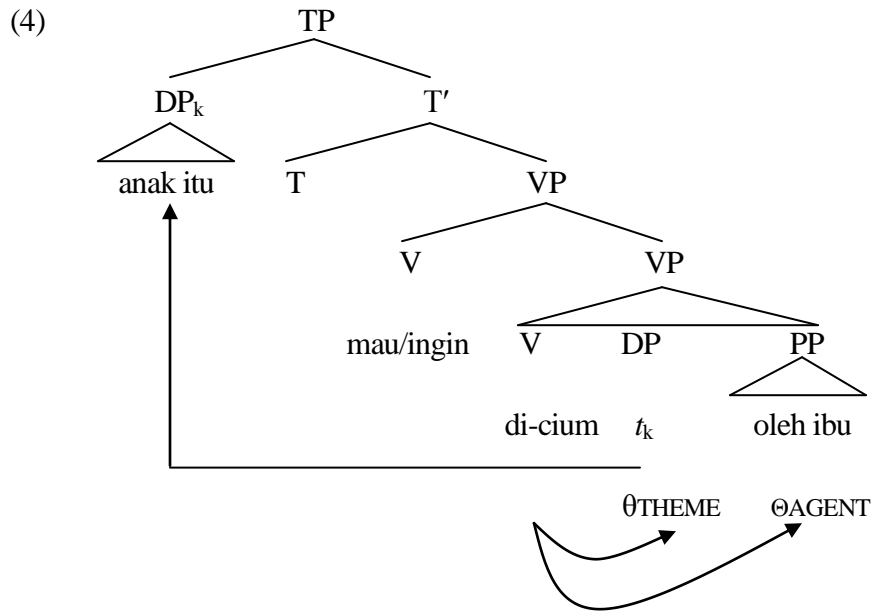 (4) TP
DPk T′
anak itu T VP
V VP
mau/ingin V DP PP
di-cium tk oleh ibu
θTHEME ΘAGENT